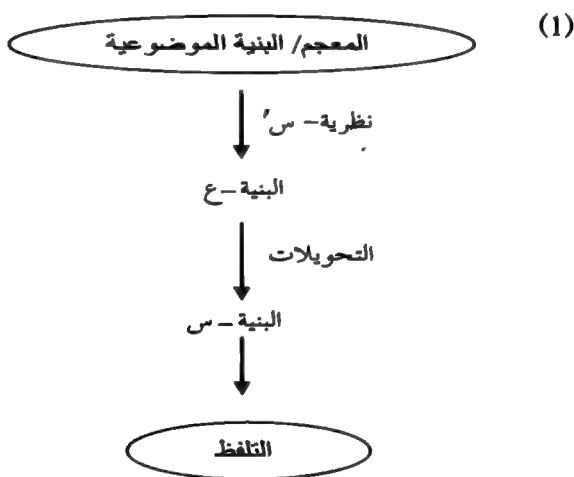 (1)
المعجم/ البنية الموضوعية
نظرية- س'
البنية-ع
التحويلات
البنية - س
التلفظ